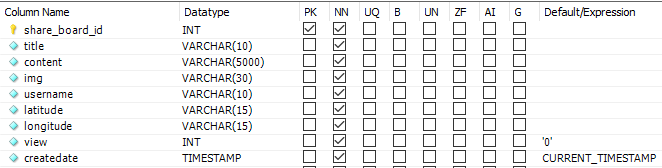 Column Name Datatype PK NN UQ B UN ZF AI G Default/Expression
share_board_id INT
title VARCHAR(10)
content VARCHAR(5000)
img VARCHAR(30)
username VARCHAR(10)
latitude VARCHAR(15)
longitude VARCHAR(15)
view INT '0'
createdate TIMESTAMP CURRENT_TIMESTAMP